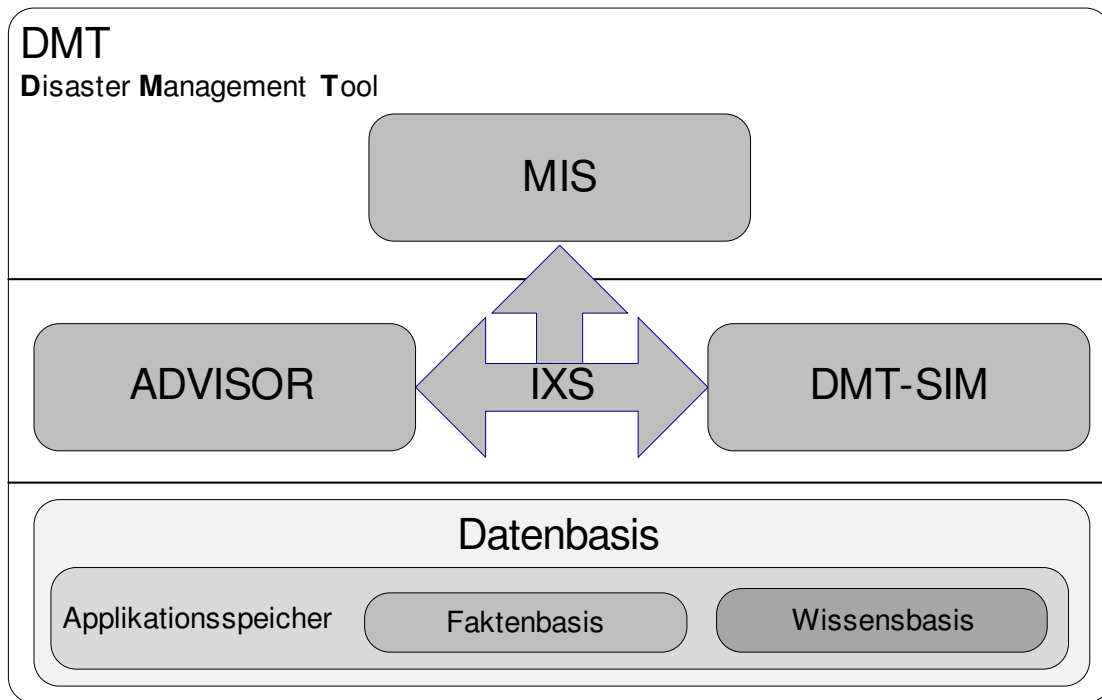 DMT
Disaster Management Tool
MIS
ADVISOR
IXS
DMT-SIM
Datenbasis
Applikationsspeicher
Faktenbasis
Wissensbasis